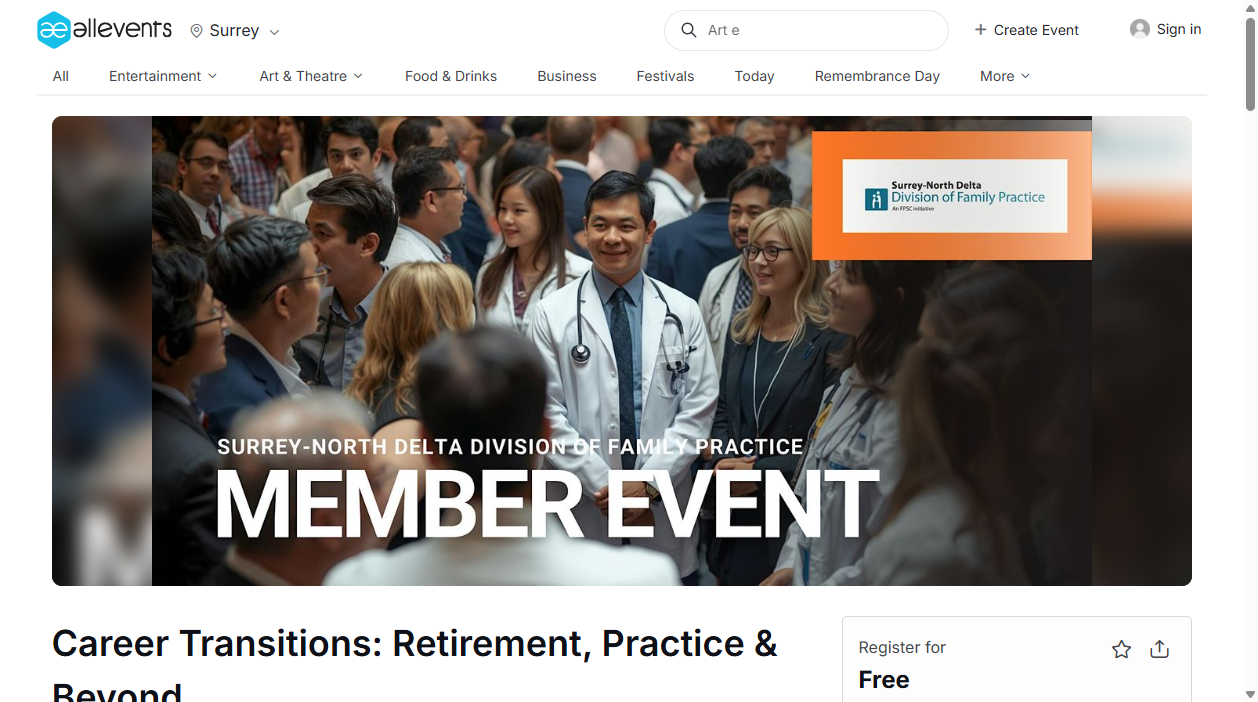 allevents
Surrey
Art e
Create Event
Sign in
All
Entertainment
Art & Theatre
Food & Drinks
Business
Festivals
Today
Remembrance Day
More
Surrey-North Delta
Division of Family Practice
An FPSC initiative
SURREY-NORTH DELTA DIVISION OF FAMILY PRACTICE
MEMBER EVENT
Career Transitions: Retirement, Practice &
Beyond
Register for
Free